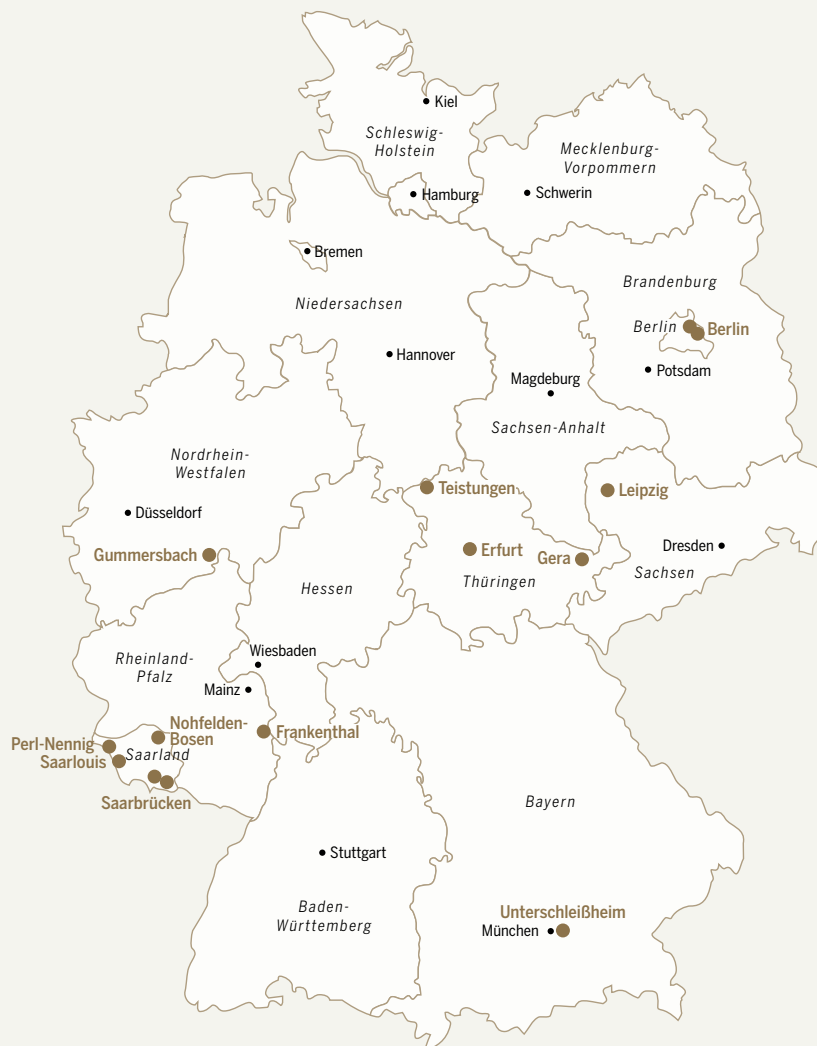 Kiel
Schleswig-
Holstein
Mecklenburg-
Vorpommern
Hamburg
Schwerin
Bremen
Brandenburg
Niedersachsen
Berlin
Berlin
Hannover
Potsdam
Magdeburg
Sachsen-Anhalt
Nordrhein-
Westfalen
Teistungen
Leipzig
Düsseldorf
Gummersbach
Erfurt
Gera
Dresden
Hessen
Thüringen
Sachsen
Wiesbaden
Rheinland-
Pfalz
Mainz
Nohfelden-
Bosen
Frankenthal
Perl-Nennig
Saarland
Saarlouis
Saarbrücken
Bayern
Stuttgart
Baden-
Württemberg
Unterschleißheim
München